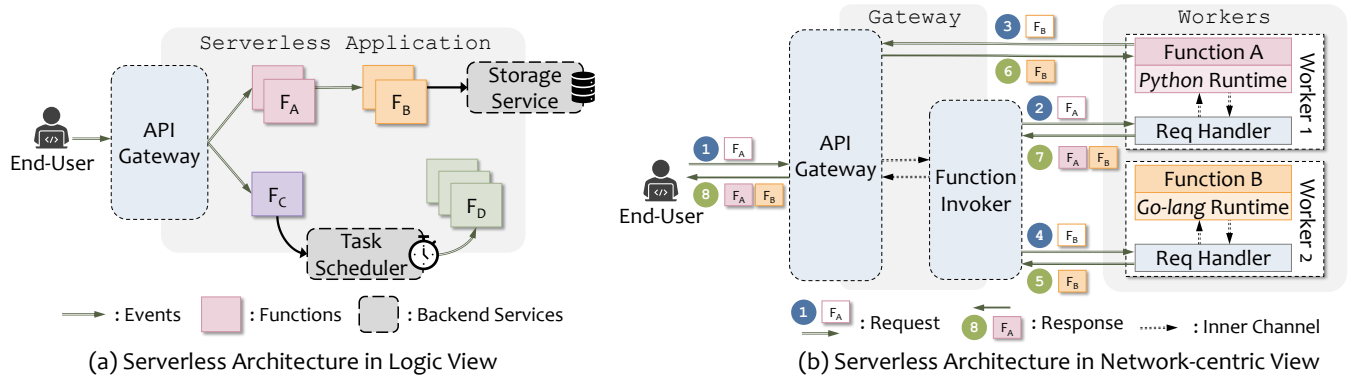 Serverless Application
API
Gateway
End-User
F_A
F_B
Storage
Service
F_C
Task
Scheduler
F_D
: Events
: Functions
: Backend Services
(a) Serverless Architecture in Logic View
Gateway
Workers
End-User
1 F_A
8 F_A F_B
API
Gateway
Function
Invoker
3 F_B
6 F_B
2 F_A
7 F_A F_B
4 F_B
5 F_B
Function A
Python Runtime
Req Handler
Worker 1
Function B
Go-lang Runtime
Req Handler
Worker 2
1 F_A : Request
8 F_A : Response
: Inner Channel
(b) Serverless Architecture in Network-centric View